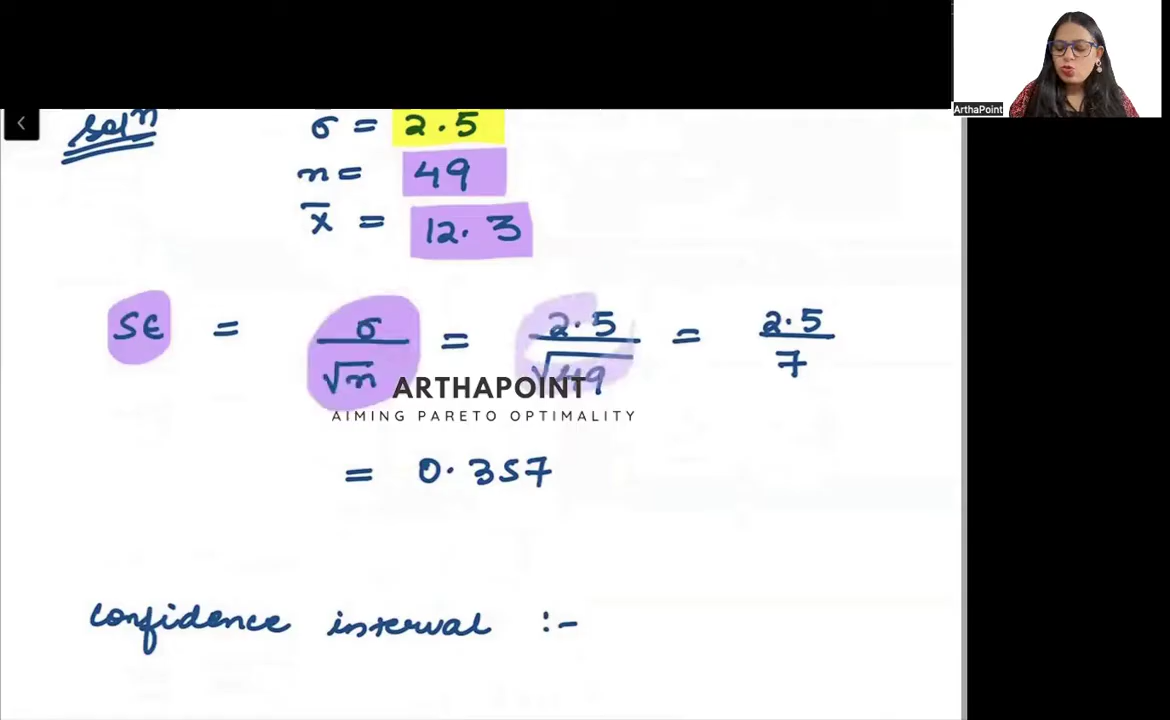 Solⁿ
σ = 2.5
n = 49
x̄ = 12.3
SE = σ/√n = 2.5/√49 = 2.5/7
ARTHAPOINT
AIMING PARETO OPTIMALITY
= 0.357
confidence interval :-
ArthaPoint